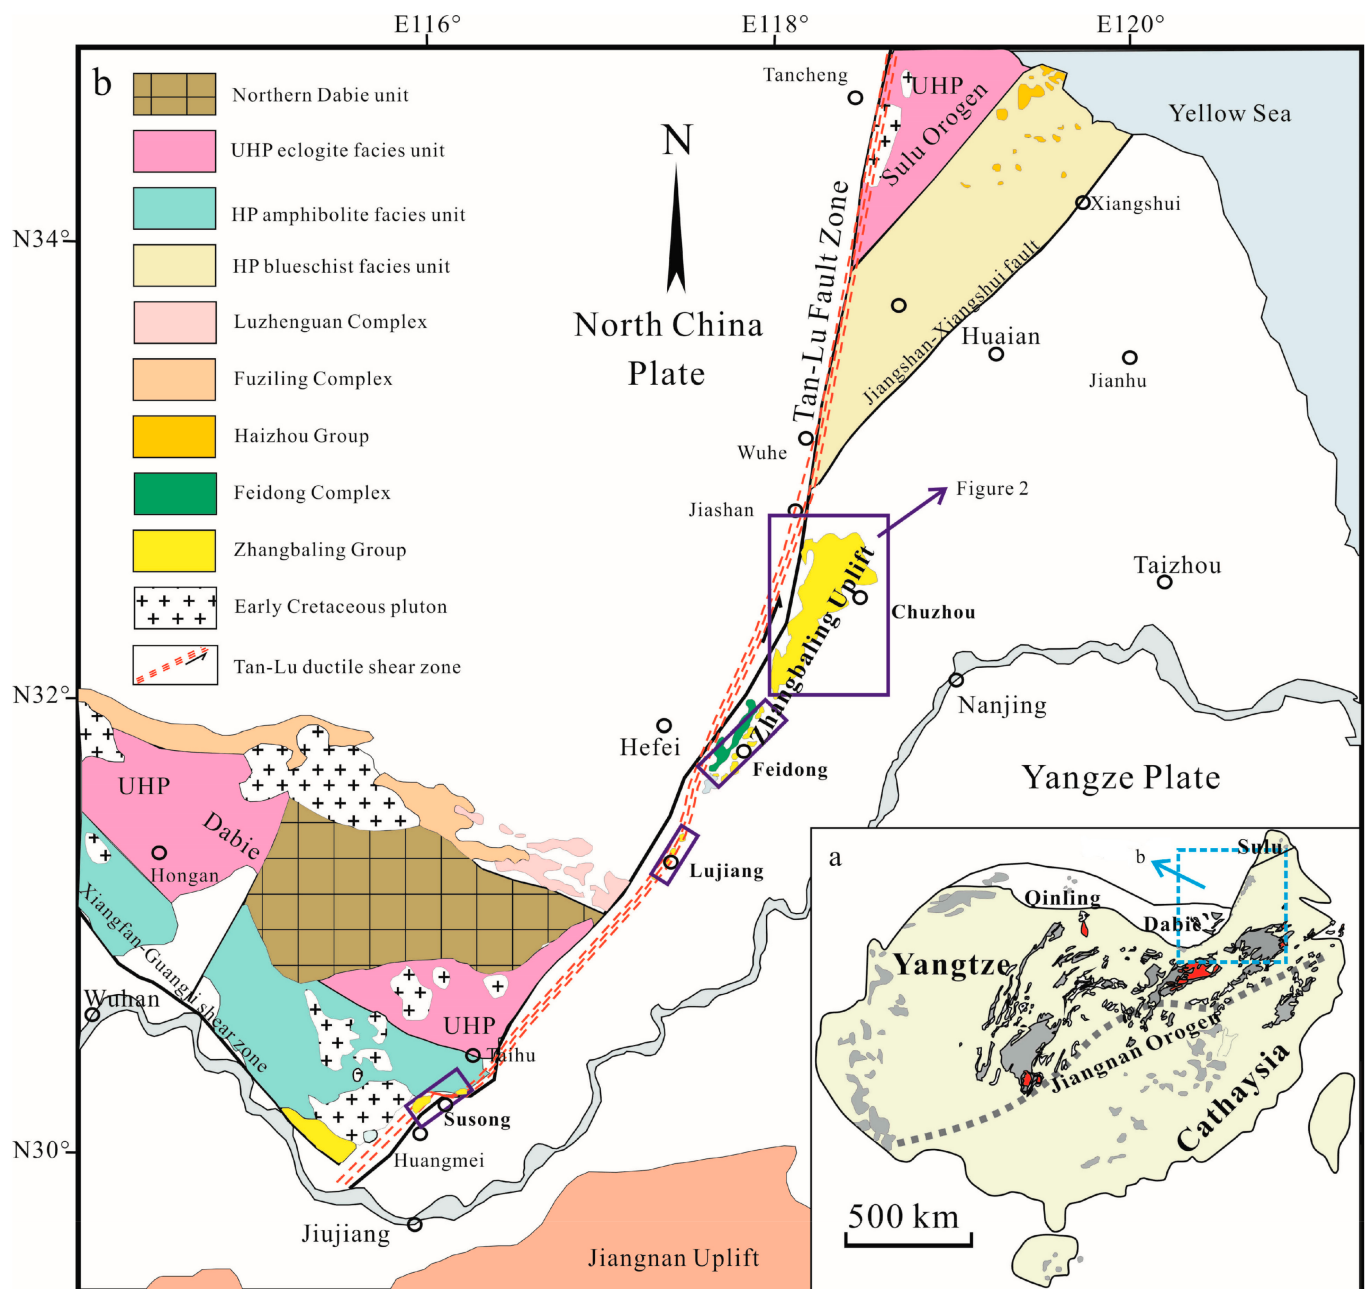 E116°
E118°
E120°
b
Northern Dabie unit
UHP eclogite facies unit
HP amphibolite facies unit
HP blueschist facies unit
Luzhenguan Complex
Fuziling Complex
Haizhou Group
Feidong Complex
Zhangbaling Group
Early Cretaceous pluton
Tan-Lu ductile shear zone
N34°
N32°
N30°
N
North China
Plate
Tancheng
UHP
Sulu Orogen
Yellow Sea
Xiangshui
Tan-Lu Fault Zone
Jiangshan-Xiangshui fault
Huaian
Jianhu
Wuhe
Jiashan
Figure 2
Zhangbaling Uplift
Chuzhou
Taizhou
Nanjing
Hefei
Feidong
Yangze Plate
Lujiang
UHP
Dabie
Hongan
Xiangfan-Guangji shear zone
Wuhan
UHP
Taihu
Susong
Huangmei
Jiujiang
Jiangnan Uplift
a
b
Sulu
Qinling
Dabie
Yangtze
Jiangnan Orogen
Cathaysia
500 km